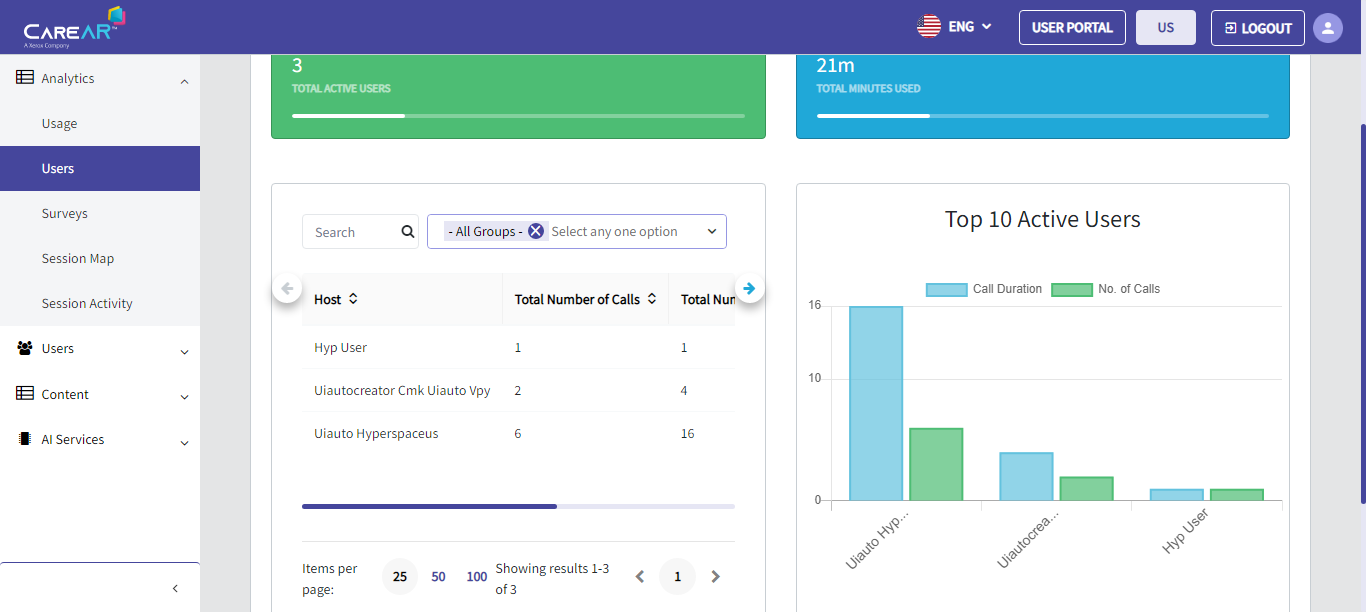 CAREAR™
A Xerox Company
ENG
USER PORTAL
US
LOGOUT
Analytics
Usage
Users
Surveys
Session Map
Session Activity
Users
Content
AI Services
3
TOTAL ACTIVE USERS
21m
TOTAL MINUTES USED
Search
- All Groups - Select any one option
Host Total Number of Calls Total Nun
Hyp User 1 1
Uiautocreator Cmk Uiauto Vpy 2 4
Uiauto Hyperspaceus 6 16
Items per page: 25 50 100 Showing results 1-3 of 3 1
Top 10 Active Users
Call Duration No. of Calls
16
10
0
Uiauto Hyp...
Uiautocrea...
Hyp User